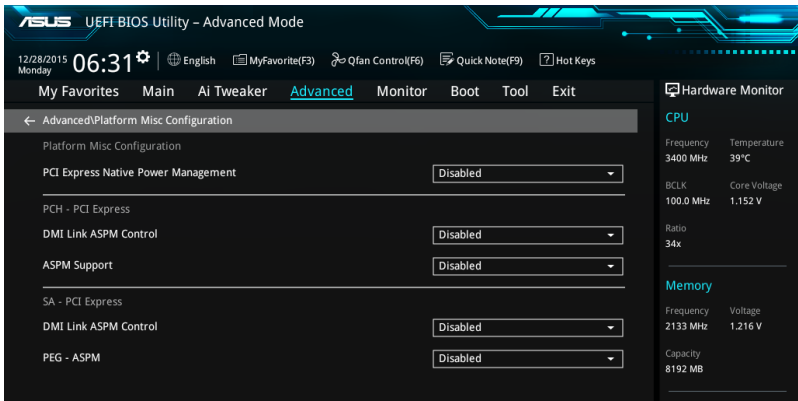 ASUS UEFI BIOS Utility – Advanced Mode
12/28/2015 Monday 06:31 English MyFavorite(F3) Qfan Control(F6) Quick Note(F9) ? Hot Keys
My Favorites Main Ai Tweaker Advanced Monitor Boot Tool Exit
← Advanced\Platform Misc Configuration
Platform Misc Configuration
PCI Express Native Power Management Disabled
PCH - PCI Express
DMI Link ASPM Control Disabled
ASPM Support Disabled
SA - PCI Express
DMI Link ASPM Control Disabled
PEG - ASPM Disabled
Hardware Monitor
CPU
Frequency Temperature
3400 MHz 39°C
BCLK Core Voltage
100.0 MHz 1.152 V
Ratio
34x
Memory
Frequency Voltage
2133 MHz 1.216 V
Capacity
8192 MB